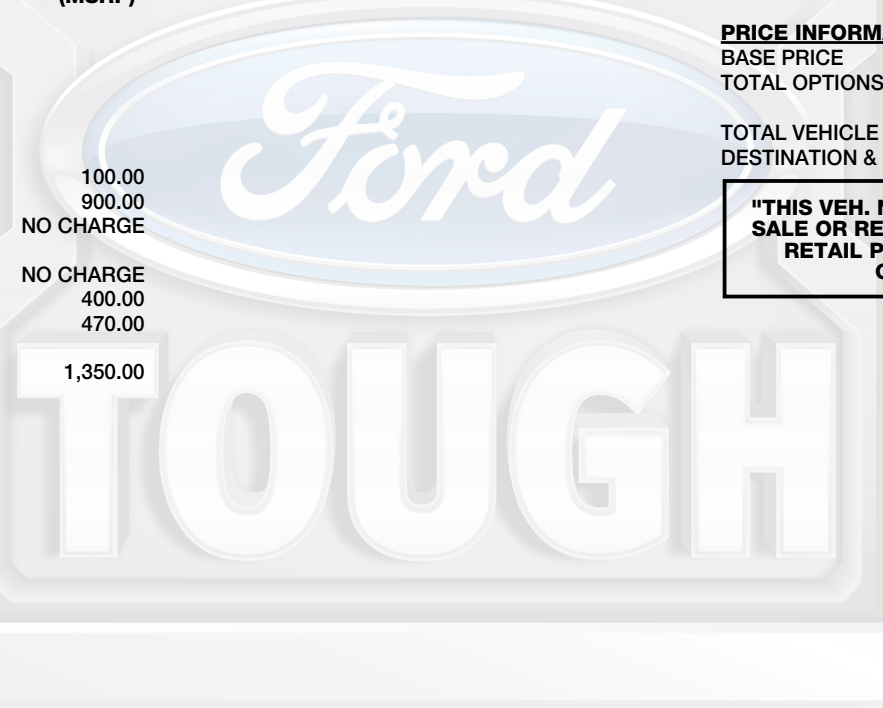 (MSRP)
100.00
900.00
NO CHARGE
NO CHARGE
400.00
470.00
1,350.00
Ford
TOUGH
PRICE INFORMA
BASE PRICE
TOTAL OPTIONS
TOTAL VEHICLE
DESTINATION &
"THIS VEH.
SALE OR RE
RETAIL P